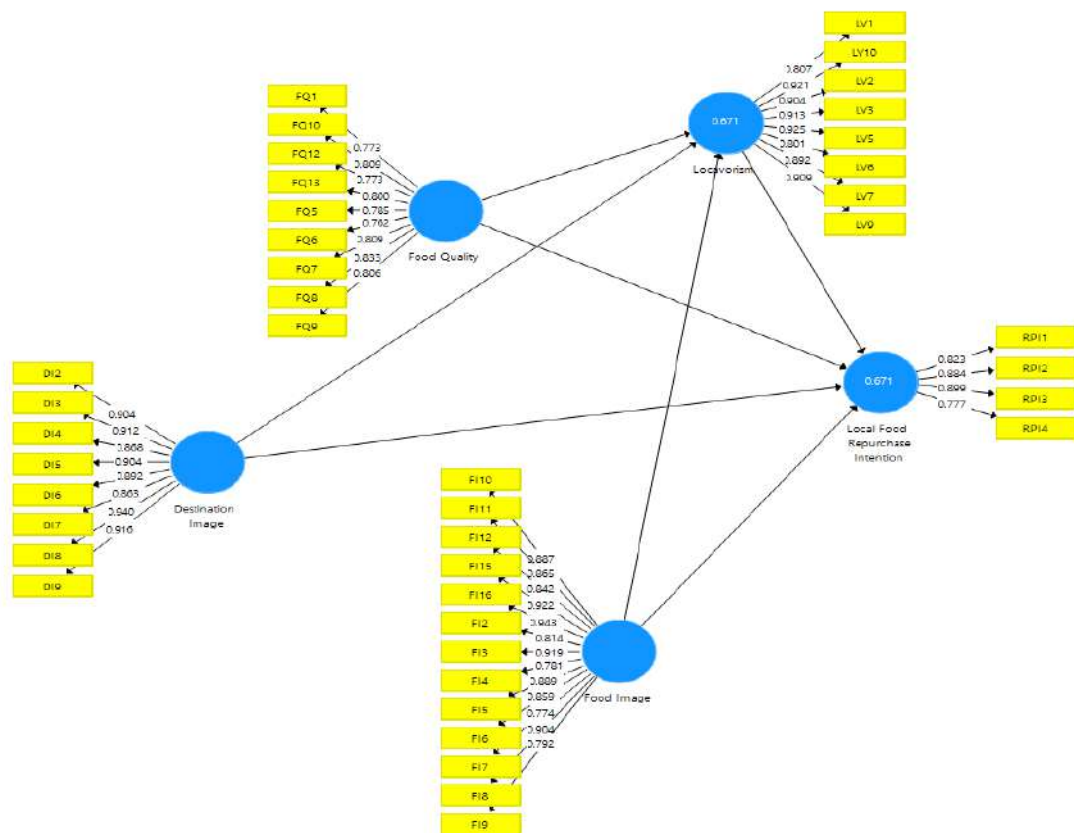 LV1
LY10
LV2
LV3
LV5
LV6
LV7
LV9
0.807
0.921
0.904
0.913
0.925
0.801
0.892
0.909
0.671
Locavorism
FQ1
FQ10
FQ12
FQ13
FQ5
FQ6
FQ7
FQ8
FQ9
0.773
0.809
0.773
0.800
0.785
0.762
0.809
0.833
0.806
Food Quality
RPI1
RPI2
RPI3
RPI4
0.823
0.884
0.899
0.777
0.671
Local Food
Repurchase
Intention
DI2
DI3
DI4
DI5
DI6
DI7
DI8
DI9
0.904
0.912
0.868
0.904
0.892
0.863
0.940
0.916
Destination
Image
FI10
FI11
FI12
FI15
FI16
FI2
FI3
FI4
FI5
FI6
FI7
FI8
FI9
0.887
0.865
0.842
0.922
0.943
0.814
0.919
0.781
0.889
0.859
0.774
0.904
0.792
Food Image